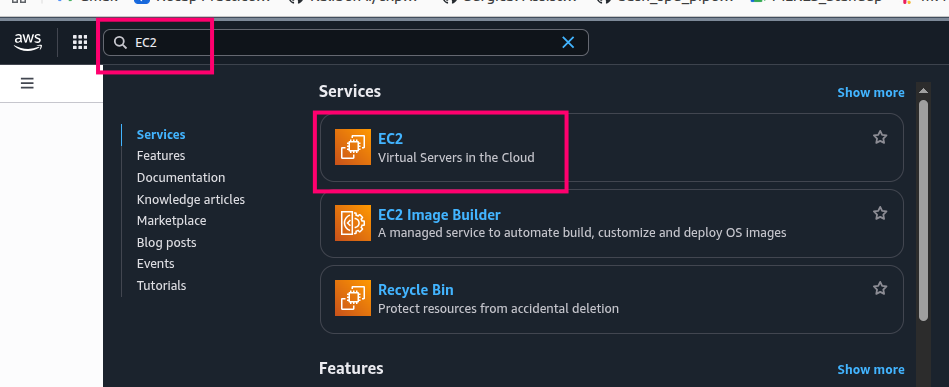 aws
EC2
Services
Show more
Services
Features
Documentation
Knowledge articles
Marketplace
Blog posts
Events
Tutorials
EC2
Virtual Servers in the Cloud
EC2 Image Builder
A managed service to automate build, customize and deploy OS images
Recycle Bin
Protect resources from accidental deletion
Features
Show more